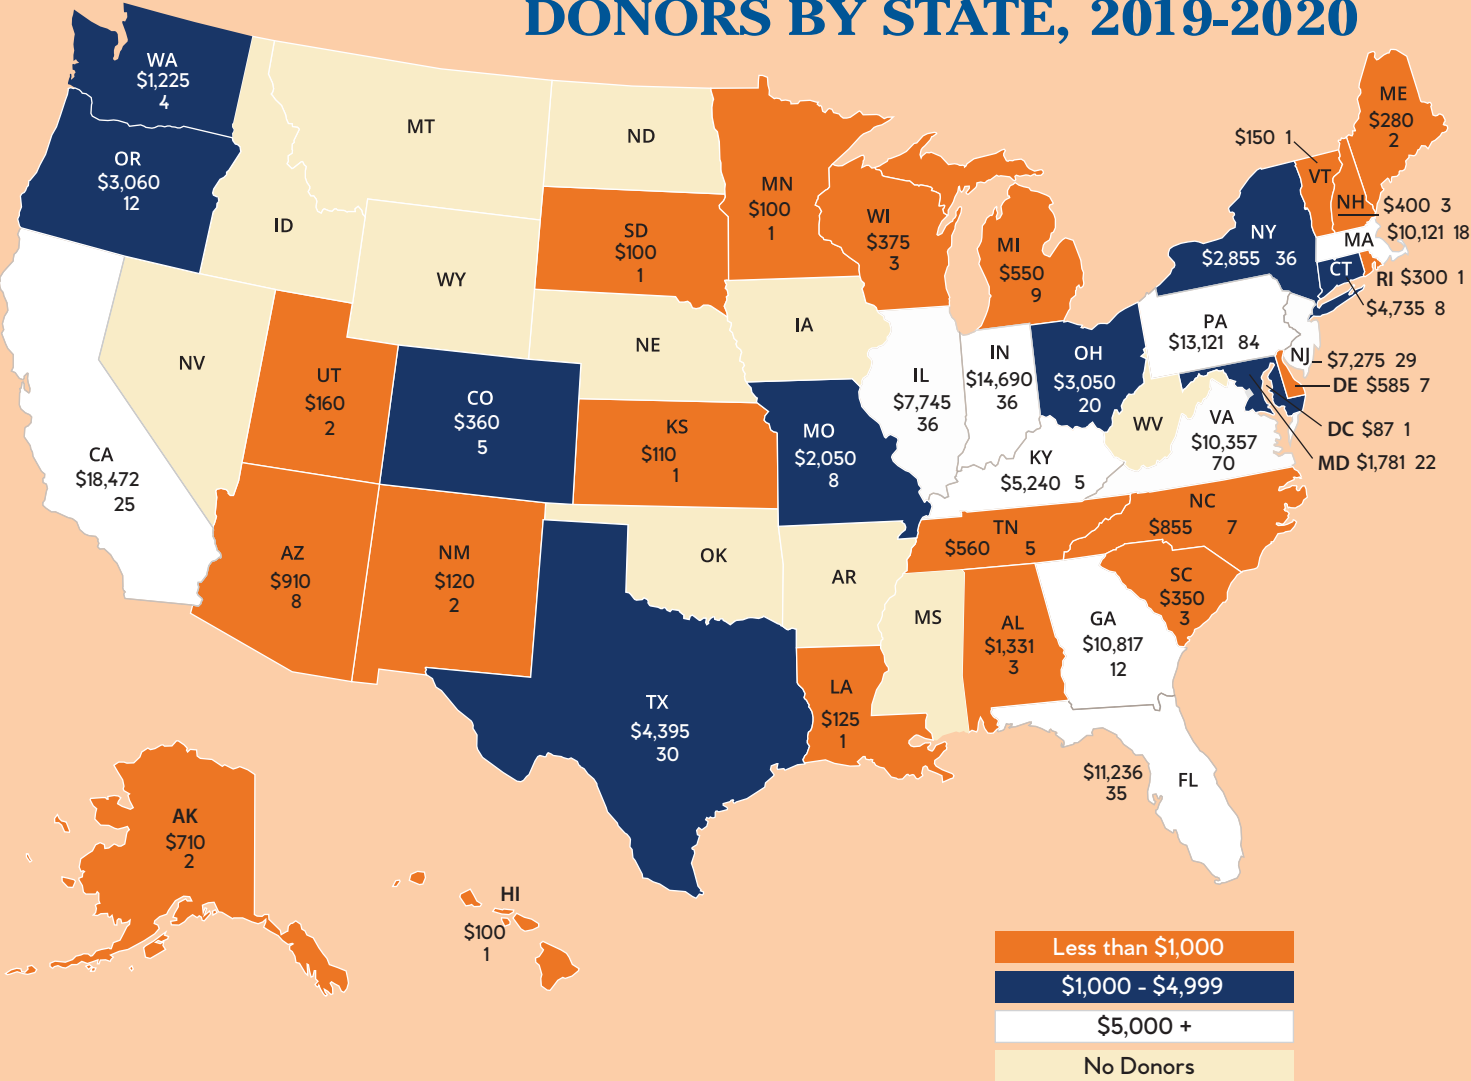 DONORS BY STATE, 2019-2020
WA
$1,225
4
OR
$3,060
12
CA
$18,472
25
ID
NV
MT
WY
UT
$160
2
AZ
$910
8
CO
$360
5
NM
$120
2
ND
SD
$100
1
NE
KS
$110
1
OK
TX
$4,395
30
MN
$100
1
IA
MO
$2,050
8
AR
LA
$125
1
WI
$375
3
IL
$7,745
36
MS
MI
$550
9
IN
$14,690
36
OH
$3,050
20
KY
$5,240 5
TN
$560 5
AL
$1,331
3
GA
$10,817
12
FL
$11,236
35
SC
$350
3
NC
$855 7
VA
$10,357
70
WV
PA
$13,121 84
NY
$2,855 36
ME
$280
2
$150 1
VT
NH
$400 3
$10,121 18
MA
CT
RI $300 1
$4,735 8
NJ
$7,275 29
DE $585 7
DC $87 1
MD $1,781 22
AK
$710
2
HI
$100
1
Less than $1,000
$1,000 - $4,999
$5,000 +
No Donors